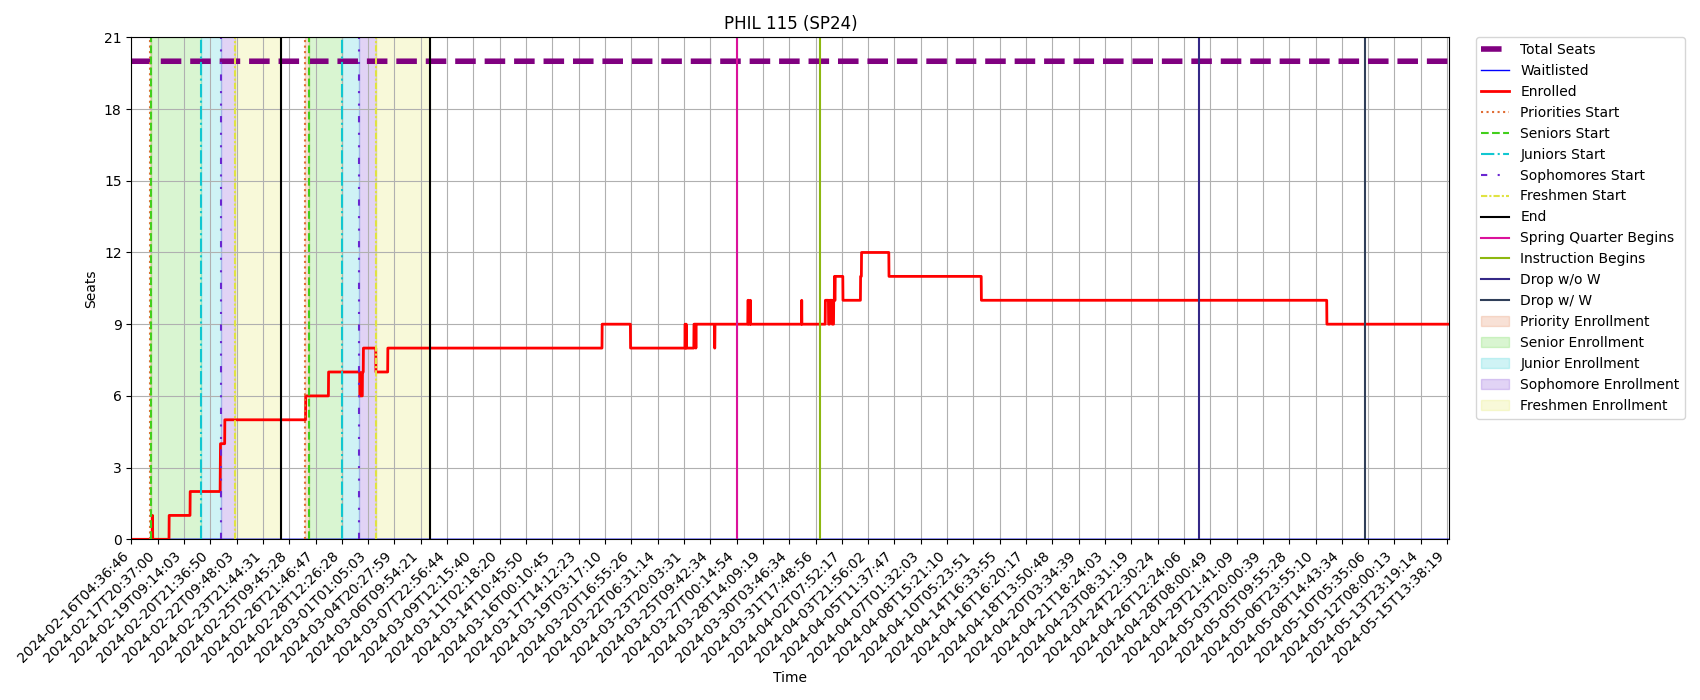 PHIL 115 (SP24)
21
18
15
12
9
6
3
0
Seats
Total Seats
Waitlisted
Enrolled
Priorities Start
Seniors Start
Juniors Start
Sophomores Start
Freshmen Start
End
Spring Quarter Begins
Instruction Begins
Drop w/o W
Drop w/ W
Priority Enrollment
Senior Enrollment
Junior Enrollment
Sophomore Enrollment
Freshmen Enrollment
2024-02-16T04:36:46
2024-02-17T20:37:00
2024-02-19T09:14:03
2024-02-20T21:36:50
2024-02-22T09:48:03
2024-02-23T21:44:31
2024-02-25T09:45:28
2024-02-26T21:46:47
2024-02-28T12:26:28
2024-03-01T01:05:03
2024-03-04T20:27:59
2024-03-06T09:54:21
2024-03-07T22:56:44
2024-03-09T12:15:40
2024-03-11T02:18:20
2024-03-14T10:45:50
2024-03-16T00:10:45
2024-03-17T14:12:23
2024-03-19T03:17:10
2024-03-20T16:55:26
2024-03-22T06:31:14
2024-03-23T20:03:31
2024-03-25T09:42:34
2024-03-27T00:14:54
2024-03-28T14:09:19
2024-03-30T03:46:34
2024-03-31T17:48:56
2024-04-02T07:52:17
2024-04-03T21:56:02
2024-04-05T11:37:47
2024-04-07T01:32:03
2024-04-08T15:21:10
2024-04-10T05:23:51
2024-04-14T16:33:55
2024-04-16T16:20:17
2024-04-18T13:50:48
2024-04-20T03:34:39
2024-04-21T18:24:03
2024-04-23T08:31:19
2024-04-24T22:30:24
2024-04-26T12:24:06
2024-04-28T08:00:49
2024-04-29T21:41:09
2024-05-03T20:00:39
2024-05-05T09:55:28
2024-05-06T23:55:10
2024-05-08T14:43:34
2024-05-10T05:35:06
2024-05-12T08:00:13
2024-05-13T23:19:14
2024-05-15T13:38:19
Time